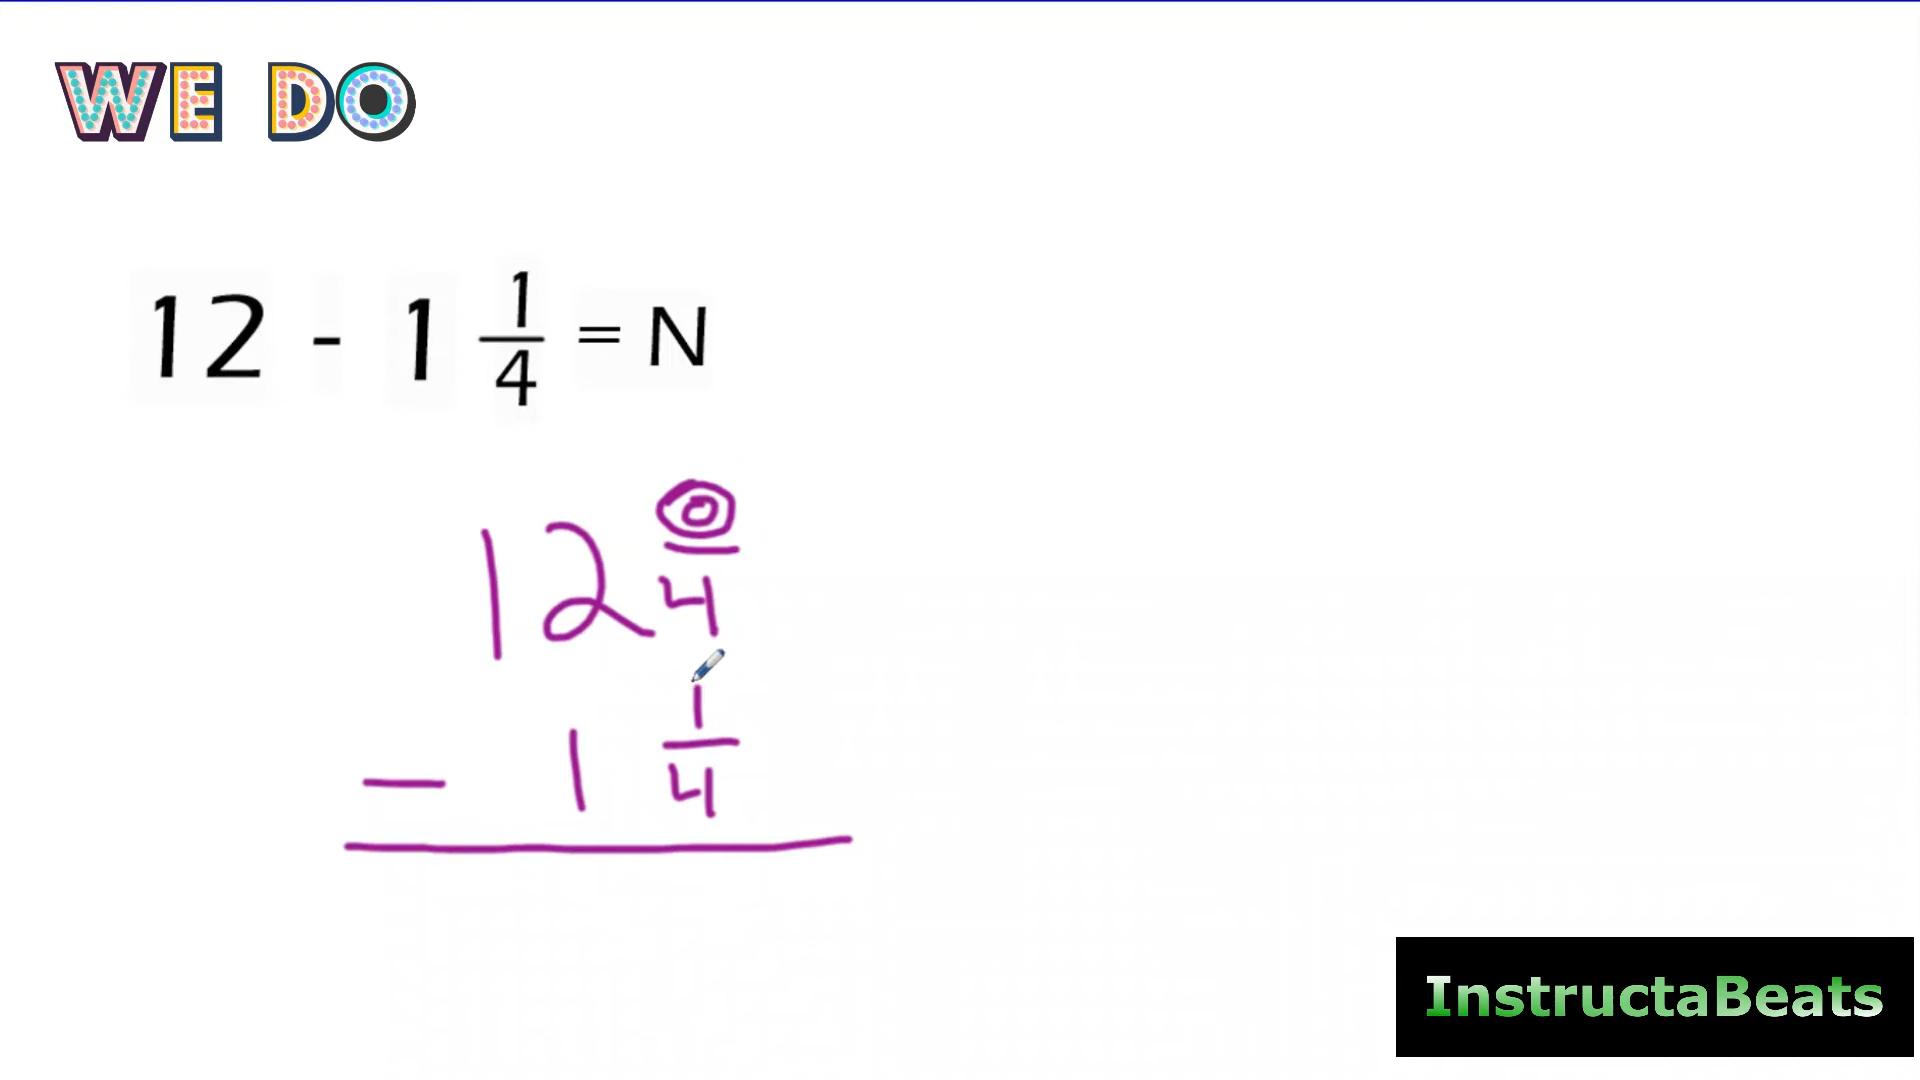 WE DO
12 - 1 1/4 = N
12 0/4
- 1 1/4
InstructaBeats